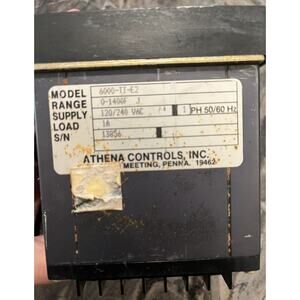 MODEL 6000-TJ-E2
RANGE 0-1400F J
SUPPLY 120/240 VAC 1 PH 50/60 Hz
LOAD 1A
S/N 13856
ATHENA CONTROLS, INC.
MEETING, PENNA. 19462